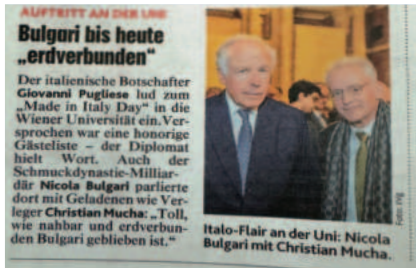 AUFTRITT AN DER UNI
Bulgari bis heute
„erdverbunden“
Der italienische Botschafter
Giovanni Pugliese lud zum
„Made in Italy Day“ in die
Wiener Universität ein. Ver-
sprochen war eine honorige
Gästeliste – der Diplomat
hielt Wort. Auch der
Schmuckdynastie-Milliar-
där Nicola Bulgari parlierte
dort mit Geladenen wie Ver-
leger Christian Mucha: „Toll,
wie nahbar und erdverbun-
den Bulgari geblieben ist.“
Italo-Flair an der Uni: Nicola
Bulgari mit Christian Mucha.
Foto: